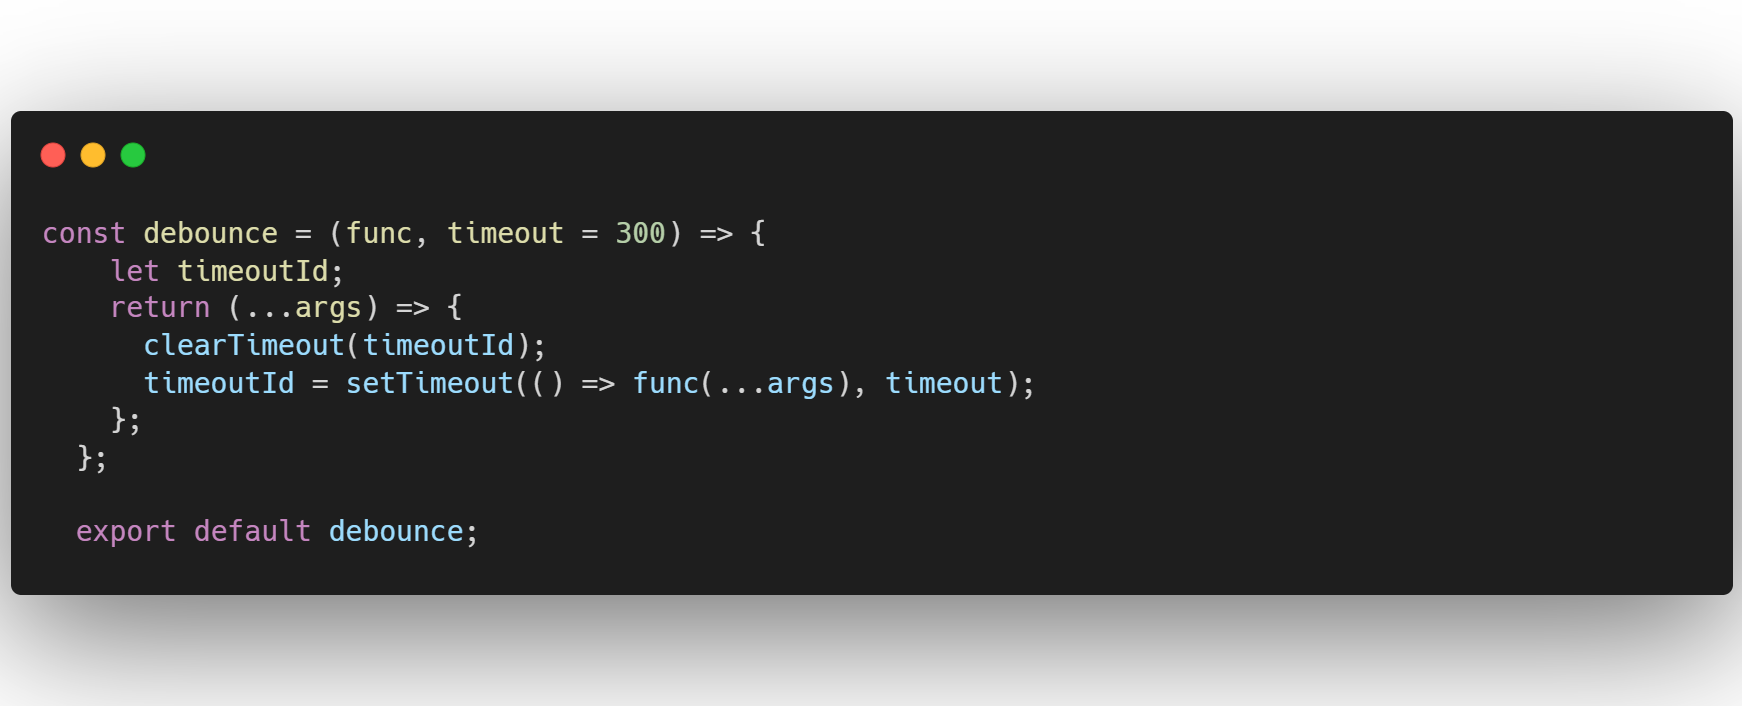 const debounce = (func, timeout = 300) => {
    let timeoutId;
    return (...args) => {
      clearTimeout(timeoutId);
      timeoutId = setTimeout(() => func(...args), timeout);
    };
  };

  export default debounce;